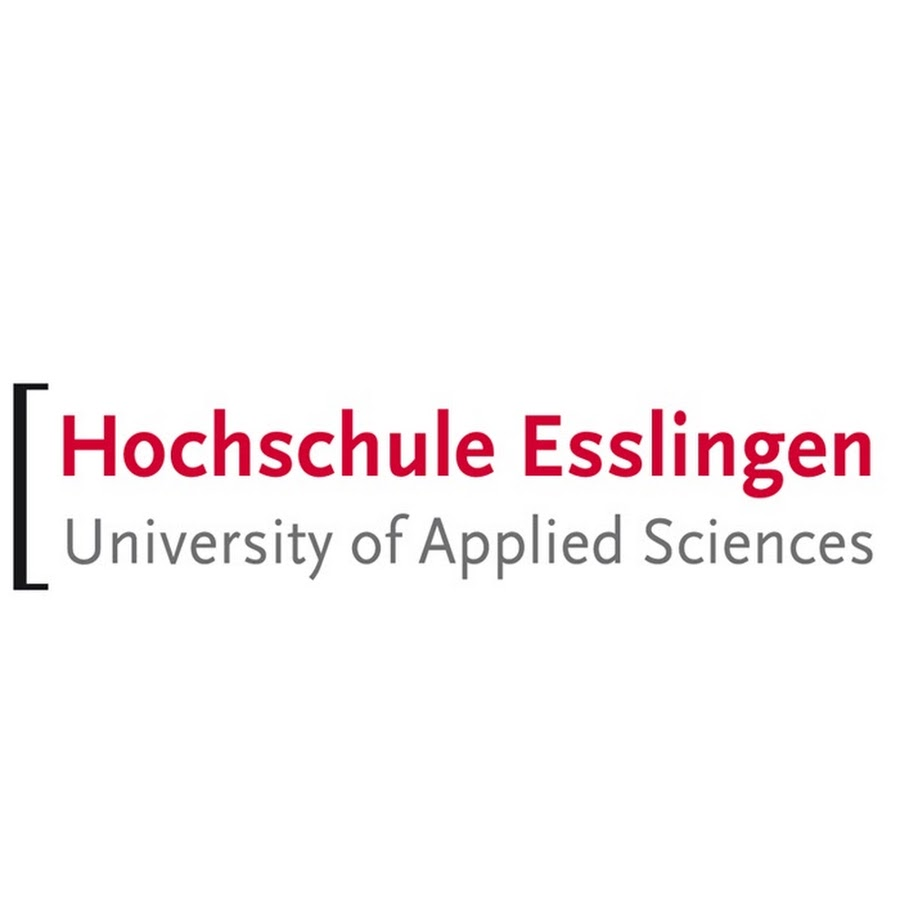 Hochschule Esslingen
University of Applied Sciences